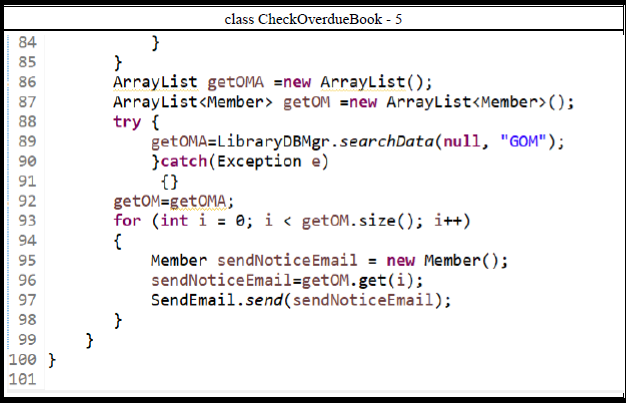 class CheckOverdueBook - 5
84 }
85 }
86 ArrayList getOMA =new ArrayList();
87 ArrayList<Member> getOM =new ArrayList<Member>();
88 try {
89 getOMA=LibraryDBMgr.searchData(null, "GOM");
90 }catch(Exception e)
91 {}
92 getOM=getOMA;
93 for (int i = 0; i < getOM.size(); i++)
94 {
95 Member sendNoticeEmail = new Member();
96 sendNoticeEmail=getOM.get(i);
97 SendEmail.send(sendNoticeEmail);
98 }
99 }
100 }
101